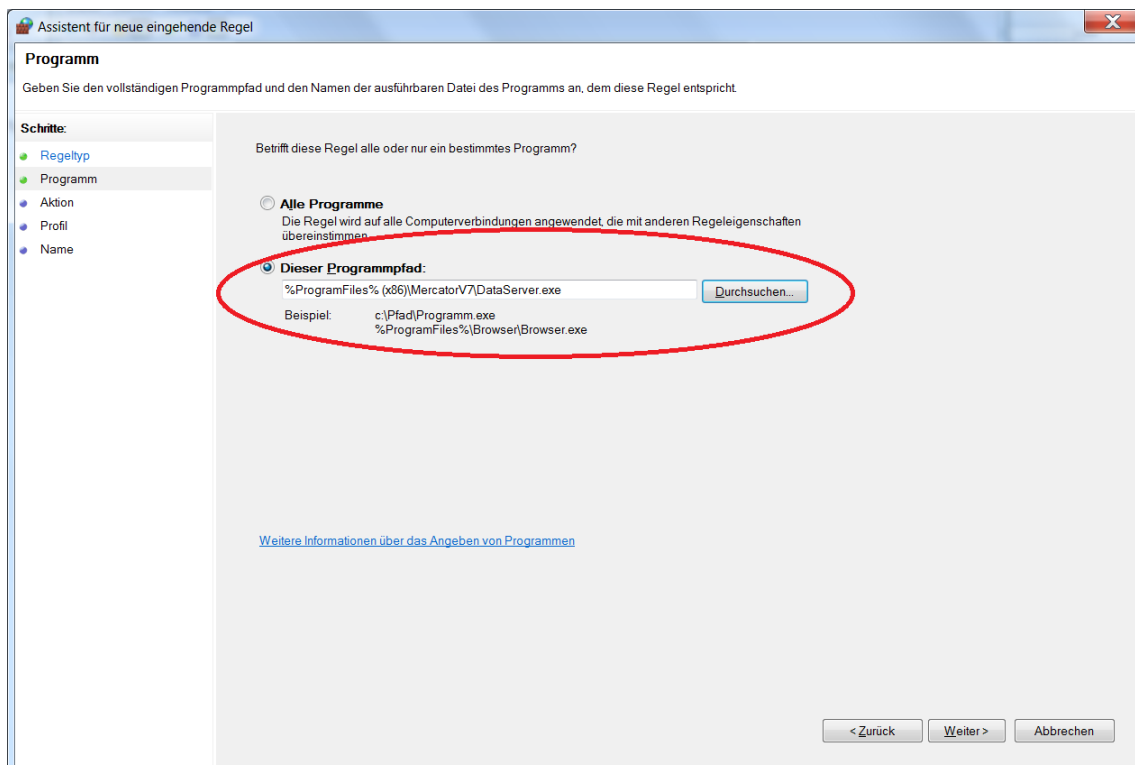 Assistent für neue eingehende Regel
Programm
Geben Sie den vollständigen Programmpfad und den Namen der ausführbaren Datei des Programms an, dem diese Regel entspricht.
Schritte:
Regeltyp
Programm
Aktion
Profil
Name
Betrifft diese Regel alle oder nur ein bestimmtes Programm?
Alle Programme
Die Regel wird auf alle Computerverbindungen angewendet, die mit anderen Regeleigenschaften
übereinstimmen.
Dieser Programmpfad:
%ProgramFiles% (x86)\MercatorV7\DataServer.exe
Durchsuchen...
Beispiel: c:\Pfad\Programm.exe
%ProgramFiles%\Browser\Browser.exe
Weitere Informationen über das Angeben von Programmen
< Zurück Weiter > Abbrechen